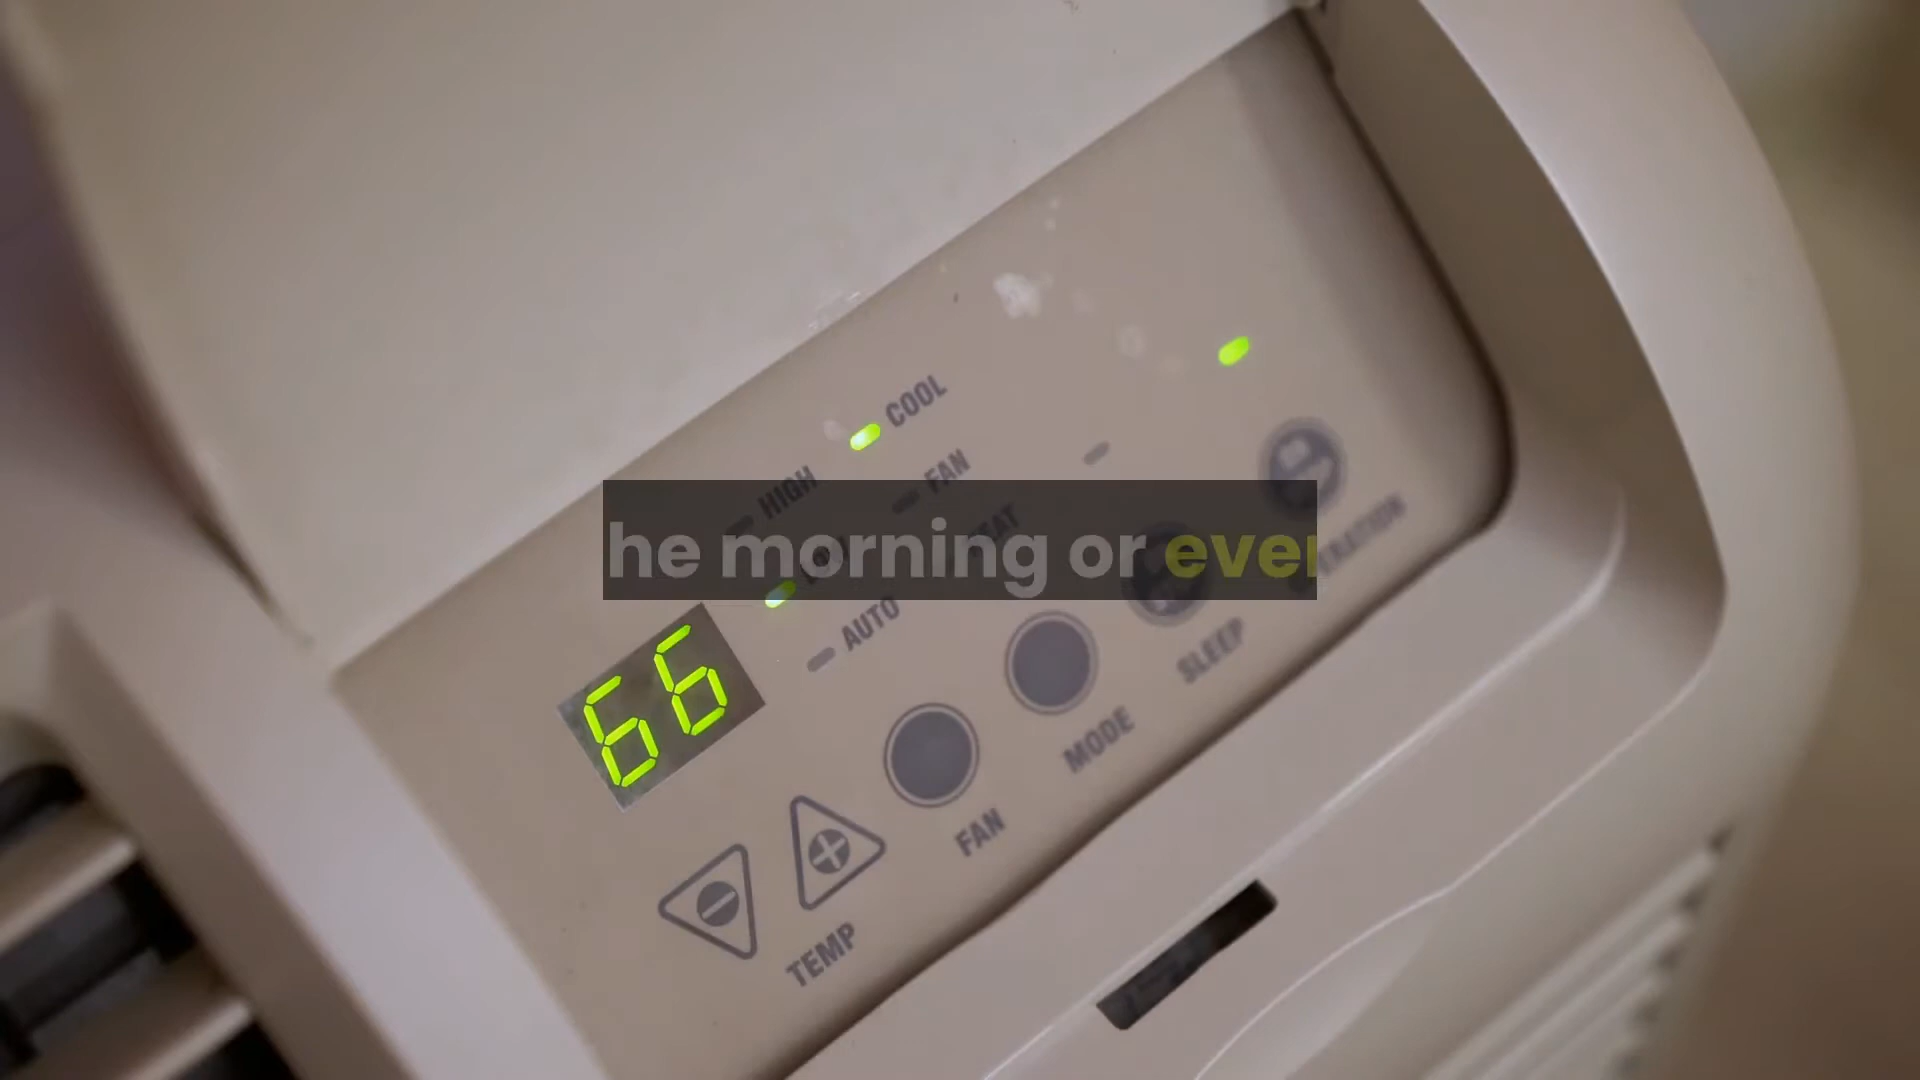 COOL
HIGH
FAN
he morning or ever
AUTO
66
SLEEP
MODE
FAN
TEMP